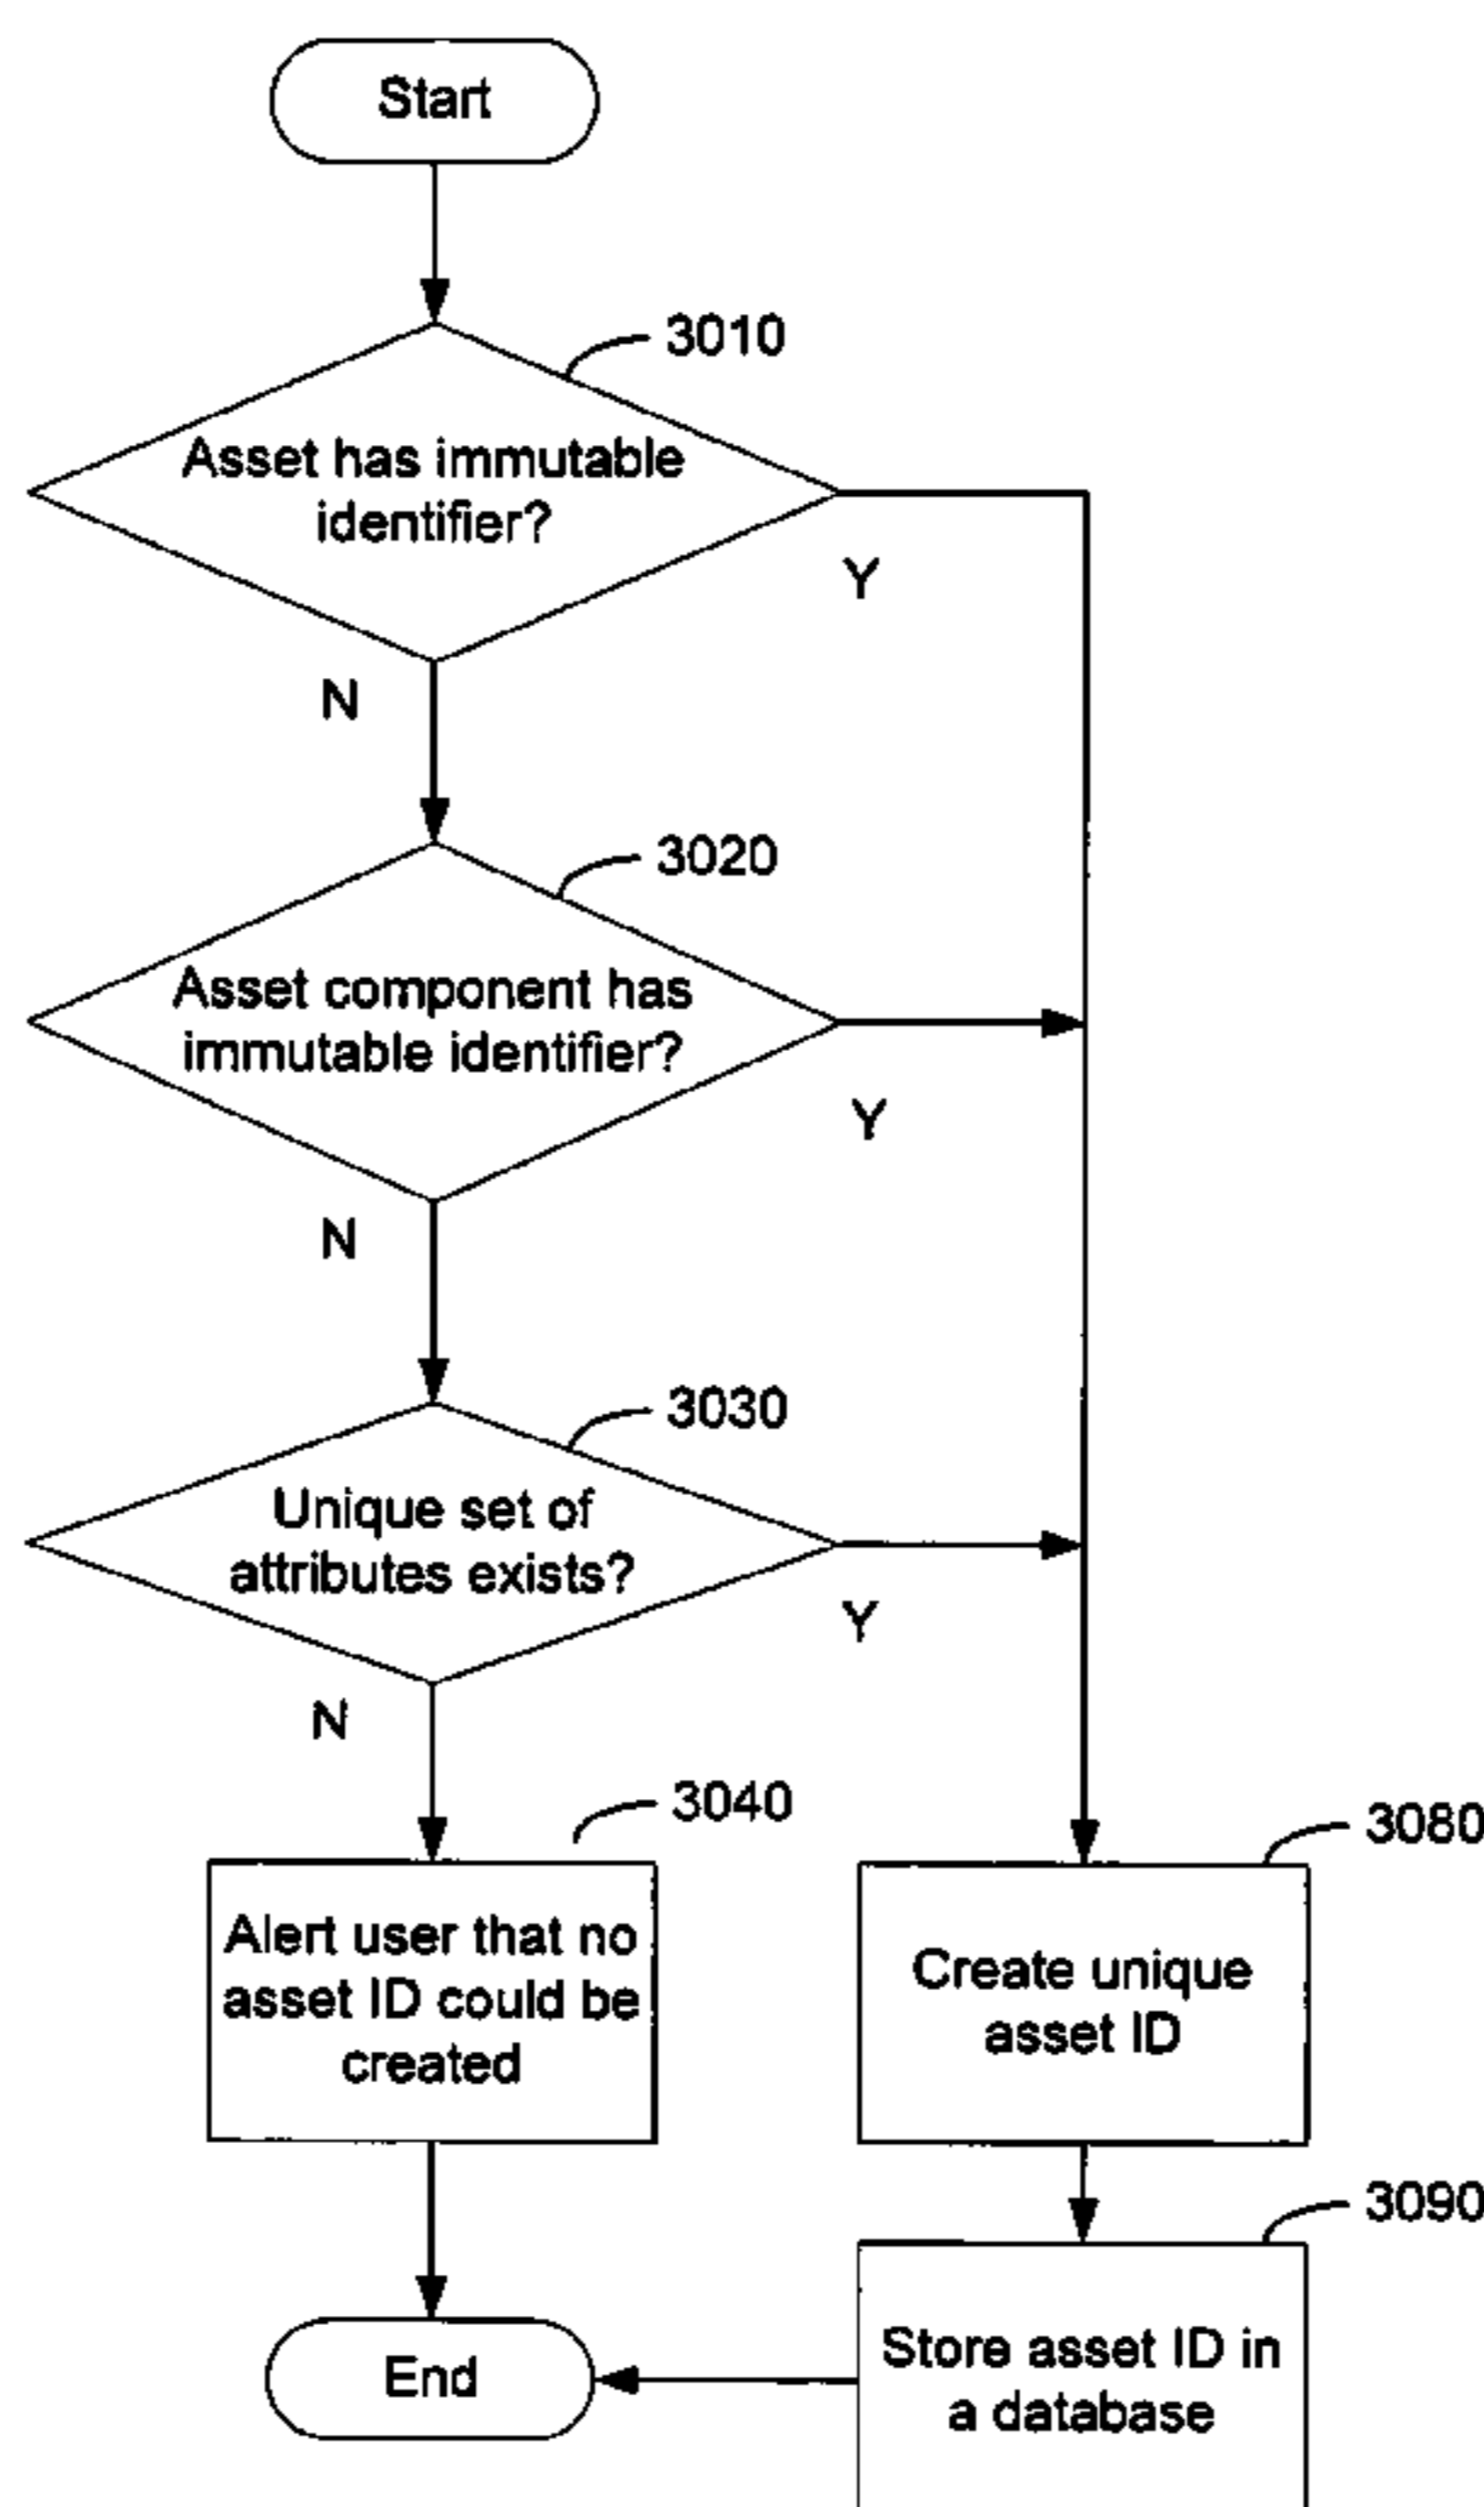 Start
3010
Asset has immutable
identifier?
Y
N
3020
Asset component has
immutable identifier?
Y
N
3030
Unique set of
attributes exists?
Y
N
3040
Alert user that no
asset ID could be
created
3080
Create unique
asset ID
3090
Store asset ID in
a database
End